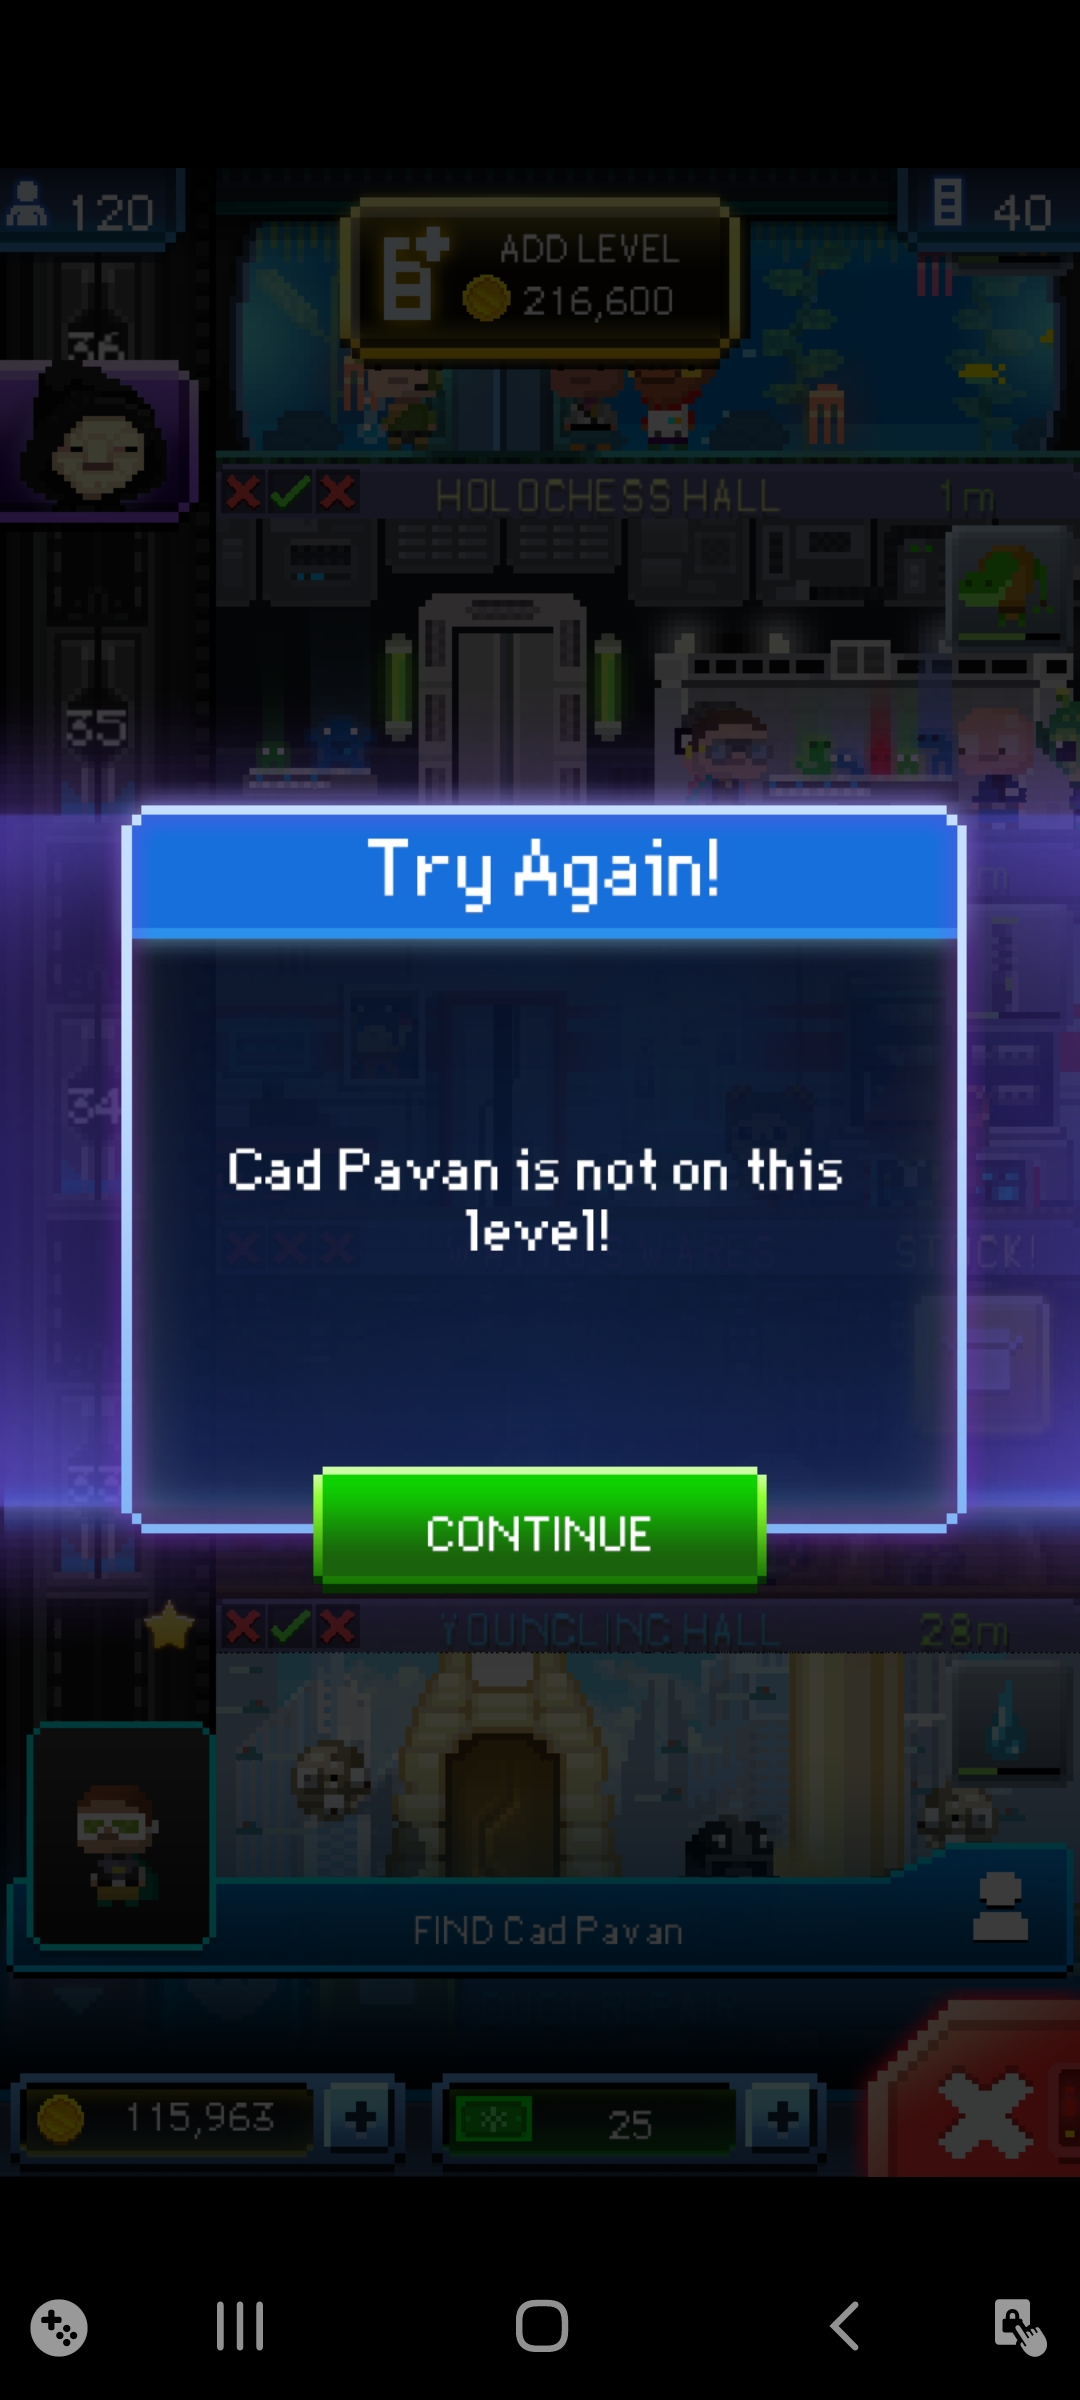 120
ADD LEVEL
216,600
40
36
HOLOCHESS HALL
1m
35
Try Again!
34
Cad Pavan is not on this
level!
33
CONTINUE
YOUNGLING HALL
28m
FIND Cad Pavan
115,963
25